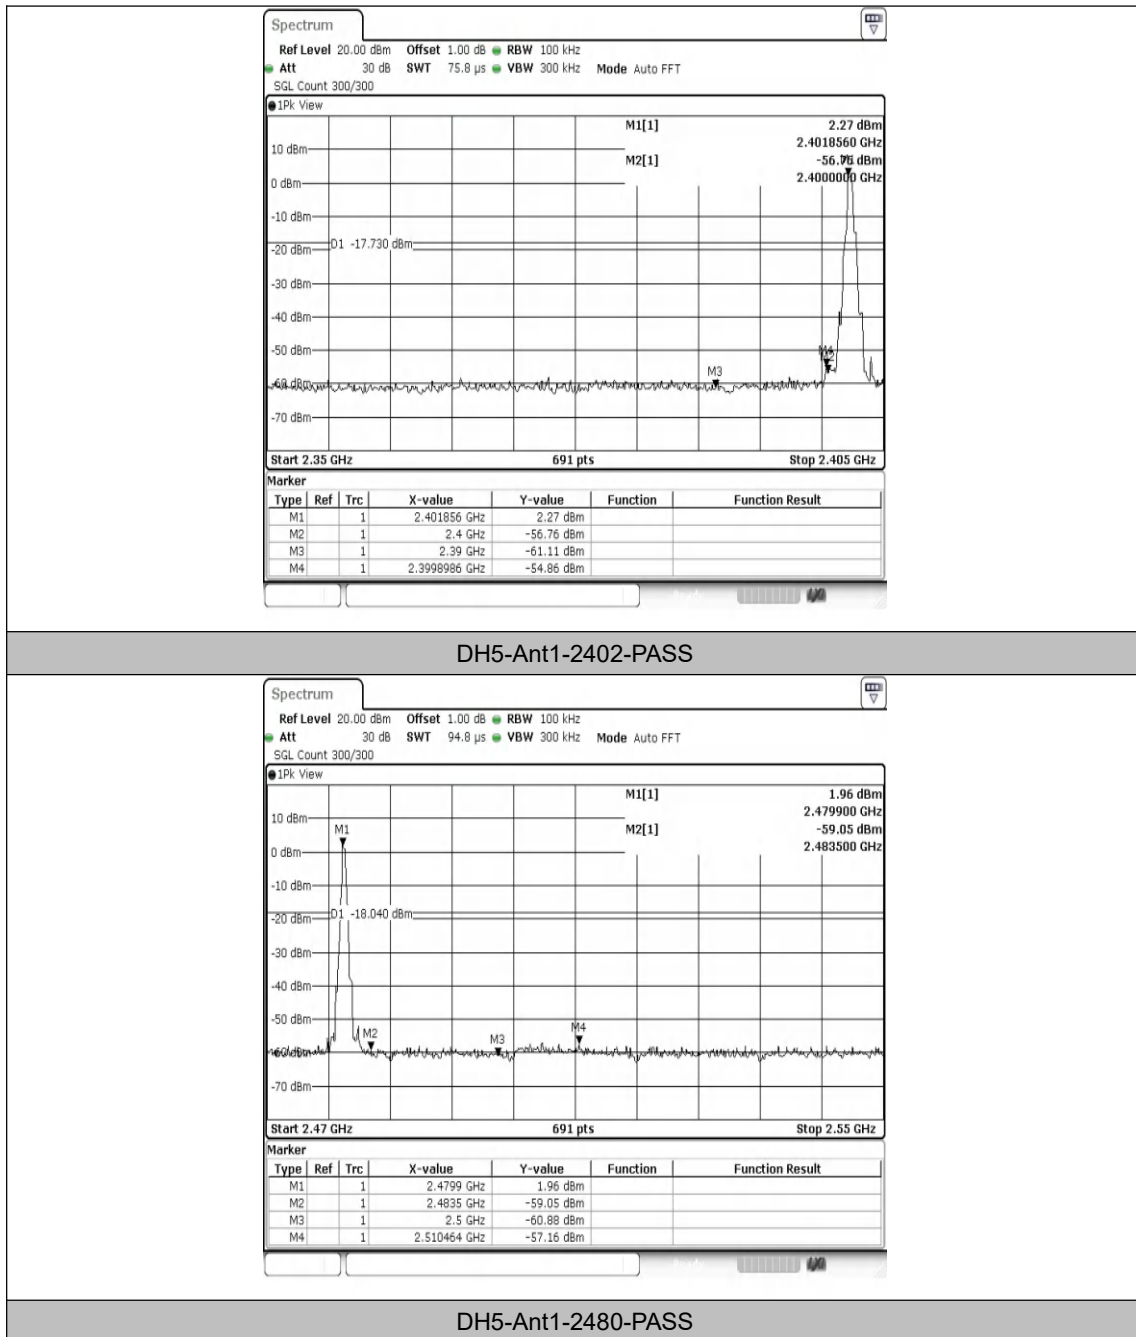 Spectrum
Ref Level 20.00 dBm Offset 1.00 dB RBW 100 kHz
Att 30 dB SWT 75.8 µs VBW 300 kHz Mode Auto FFT
SGL Count 300/300
1Pk View
M1[1] 2.27 dBm
2.4018560 GHz
10 dBm
M2[1] -56.76 dBm
0 dBm 2.4000000 GHz
-10 dBm
D1 -17.730 dBm
-20 dBm
-30 dBm
-40 dBm
-50 dBm
M4
M3
-60 dBm
-70 dBm
Start 2.35 GHz 691 pts Stop 2.405 GHz
Marker
Type Ref Trc X-value Y-value Function Function Result
M1 1 2.401856 GHz 2.27 dBm
M2 1 2.4 GHz -56.76 dBm
M3 1 2.39 GHz -61.11 dBm
M4 1 2.3998986 GHz -54.86 dBm
DH5-Ant1-2402-PASS
Spectrum
Ref Level 20.00 dBm Offset 1.00 dB RBW 100 kHz
Att 30 dB SWT 94.8 µs VBW 300 kHz Mode Auto FFT
SGL Count 300/300
1Pk View
M1[1] 1.96 dBm
2.479900 GHz
10 dBm
M1 M2[1] -59.05 dBm
0 dBm 2.483500 GHz
-10 dBm
D1 -18.040 dBm
-20 dBm
-30 dBm
-40 dBm
-50 dBm
M2 M3 M4
-60 dBm
-70 dBm
Start 2.47 GHz 691 pts Stop 2.55 GHz
Marker
Type Ref Trc X-value Y-value Function Function Result
M1 1 2.4799 GHz 1.96 dBm
M2 1 2.4835 GHz -59.05 dBm
M3 1 2.5 GHz -60.88 dBm
M4 1 2.510464 GHz -57.16 dBm
DH5-Ant1-2480-PASS